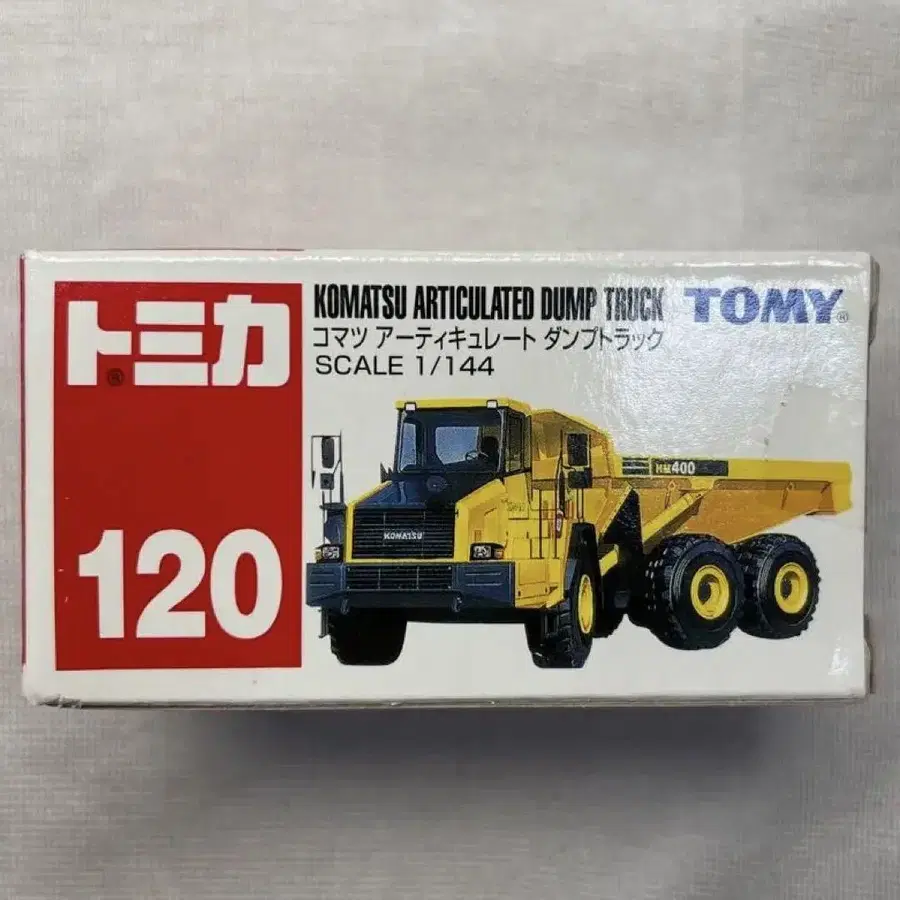 トミカ®
120
KOMATSU ARTICULATED DUMP TRUCK
コマツ アーティキュレート ダンプトラック
SCALE 1/144
TOMY®
HM400
KOMATSU